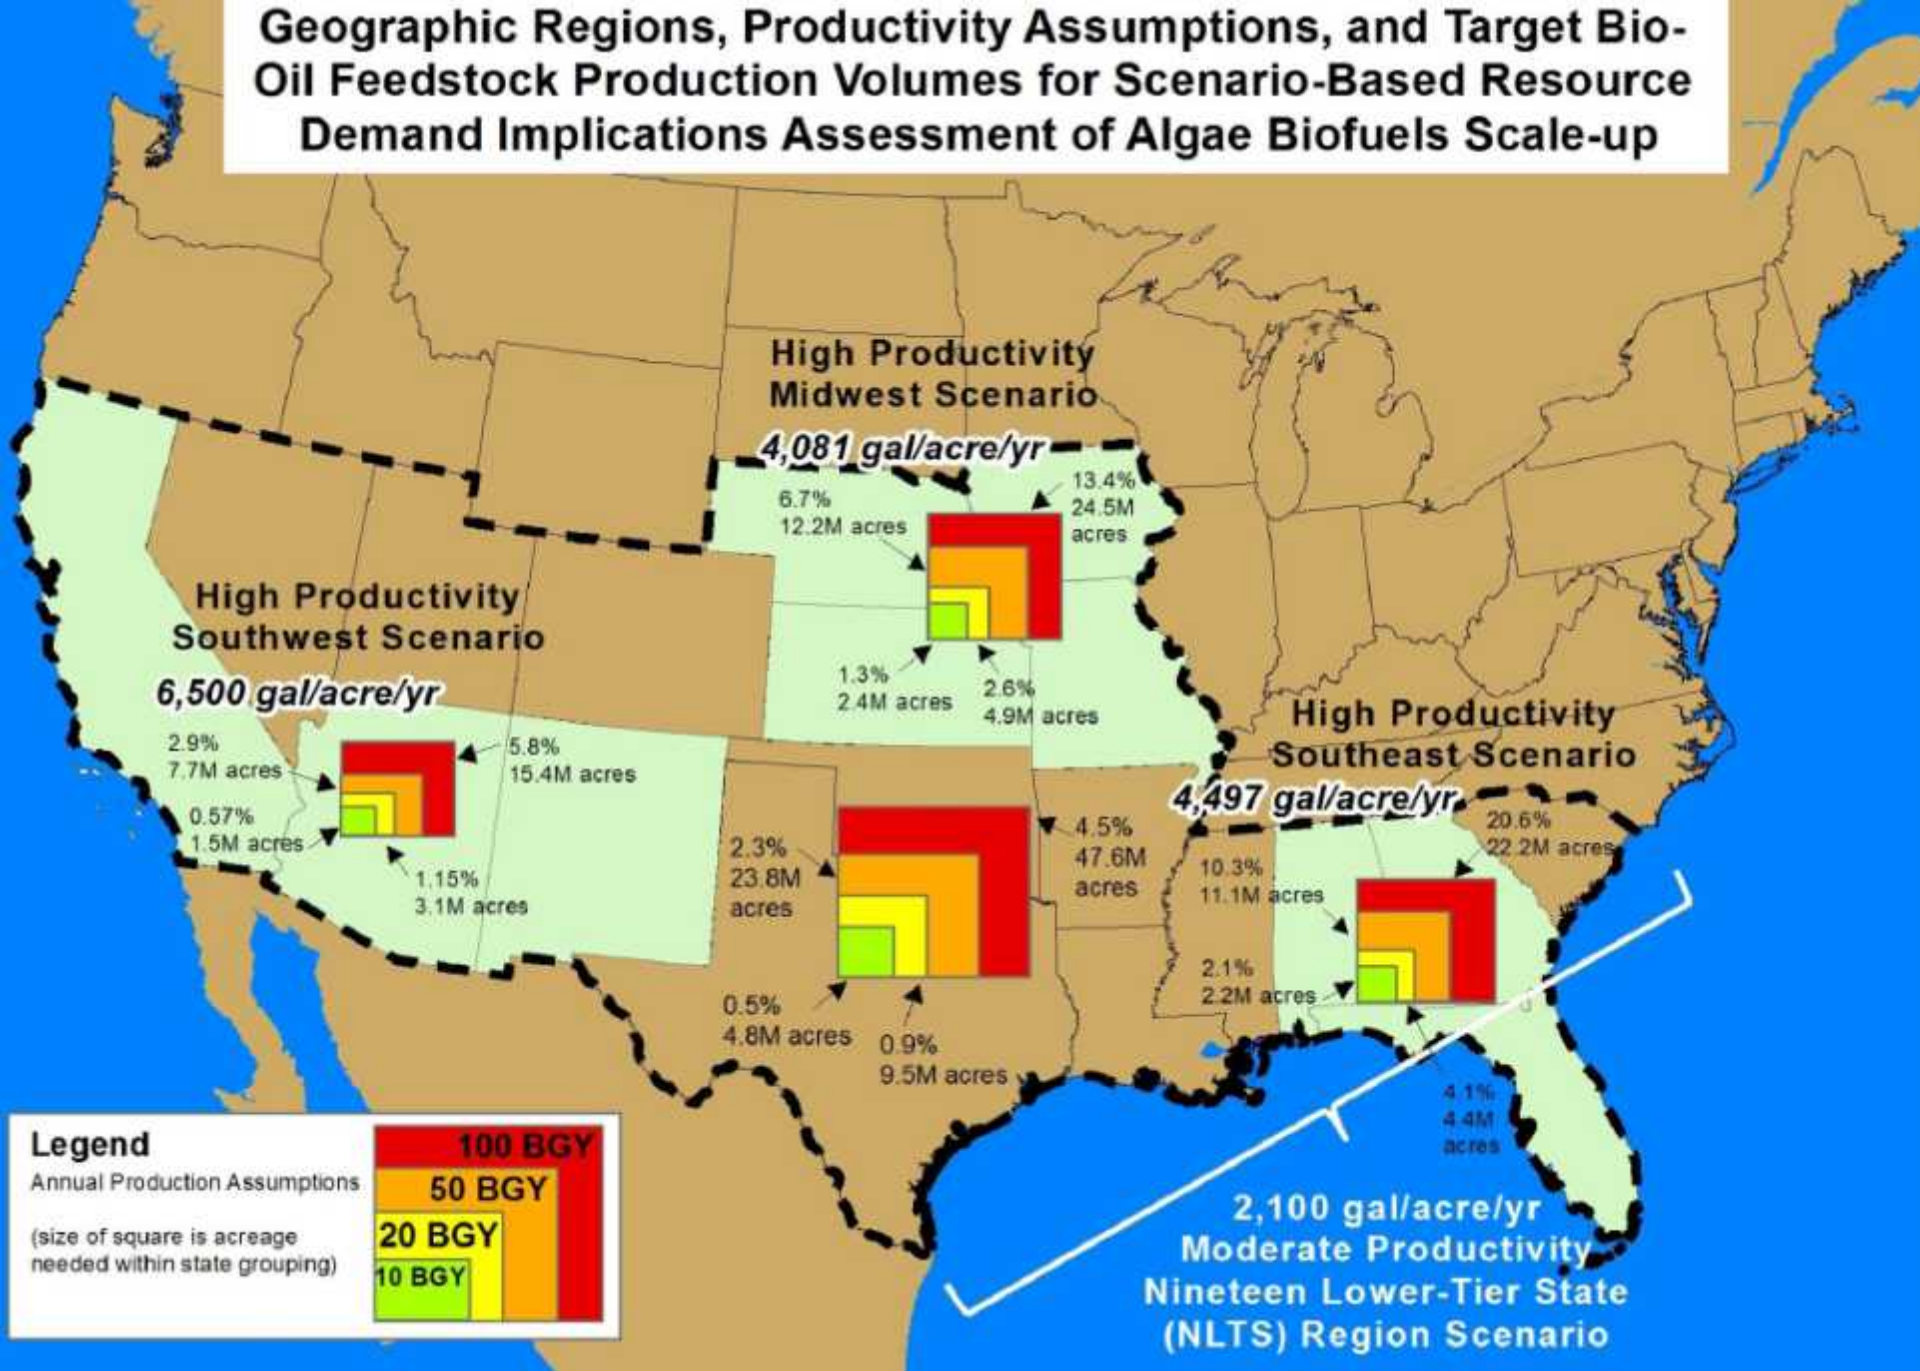 Geographic Regions, Productivity Assumptions, and Target Bio-
Oil Feedstock Production Volumes for Scenario-Based Resource
Demand Implications Assessment of Algae Biofuels Scale-up
High Productivity
Midwest Scenario
4,081 gal/acre/yr
6.7%
12.2M acres
13.4%
24.5M
acres
1.3%
2.4M acres
2.6%
4.9M acres
High Productivity
Southwest Scenario
6,500 gal/acre/yr
2.9%
7.7M acres
5.8%
15.4M acres
0.57%
1.5M acres
1.15%
3.1M acres
2.3%
23.8M
acres
4.5%
47.6M
acres
0.5%
4.8M acres
0.9%
9.5M acres
High Productivity
Southeast Scenario
4,497 gal/acre/yr
20.6%
22.2M acres
10.3%
11.1M acres
2.1%
2.2M acres
4.1%
4.4M
acres
2,100 gal/acre/yr
Moderate Productivity
Nineteen Lower-Tier State
(NLTS) Region Scenario
Legend
Annual Production Assumptions
(size of square is acreage
needed within state grouping)
100 BGY
50 BGY
20 BGY
10 BGY